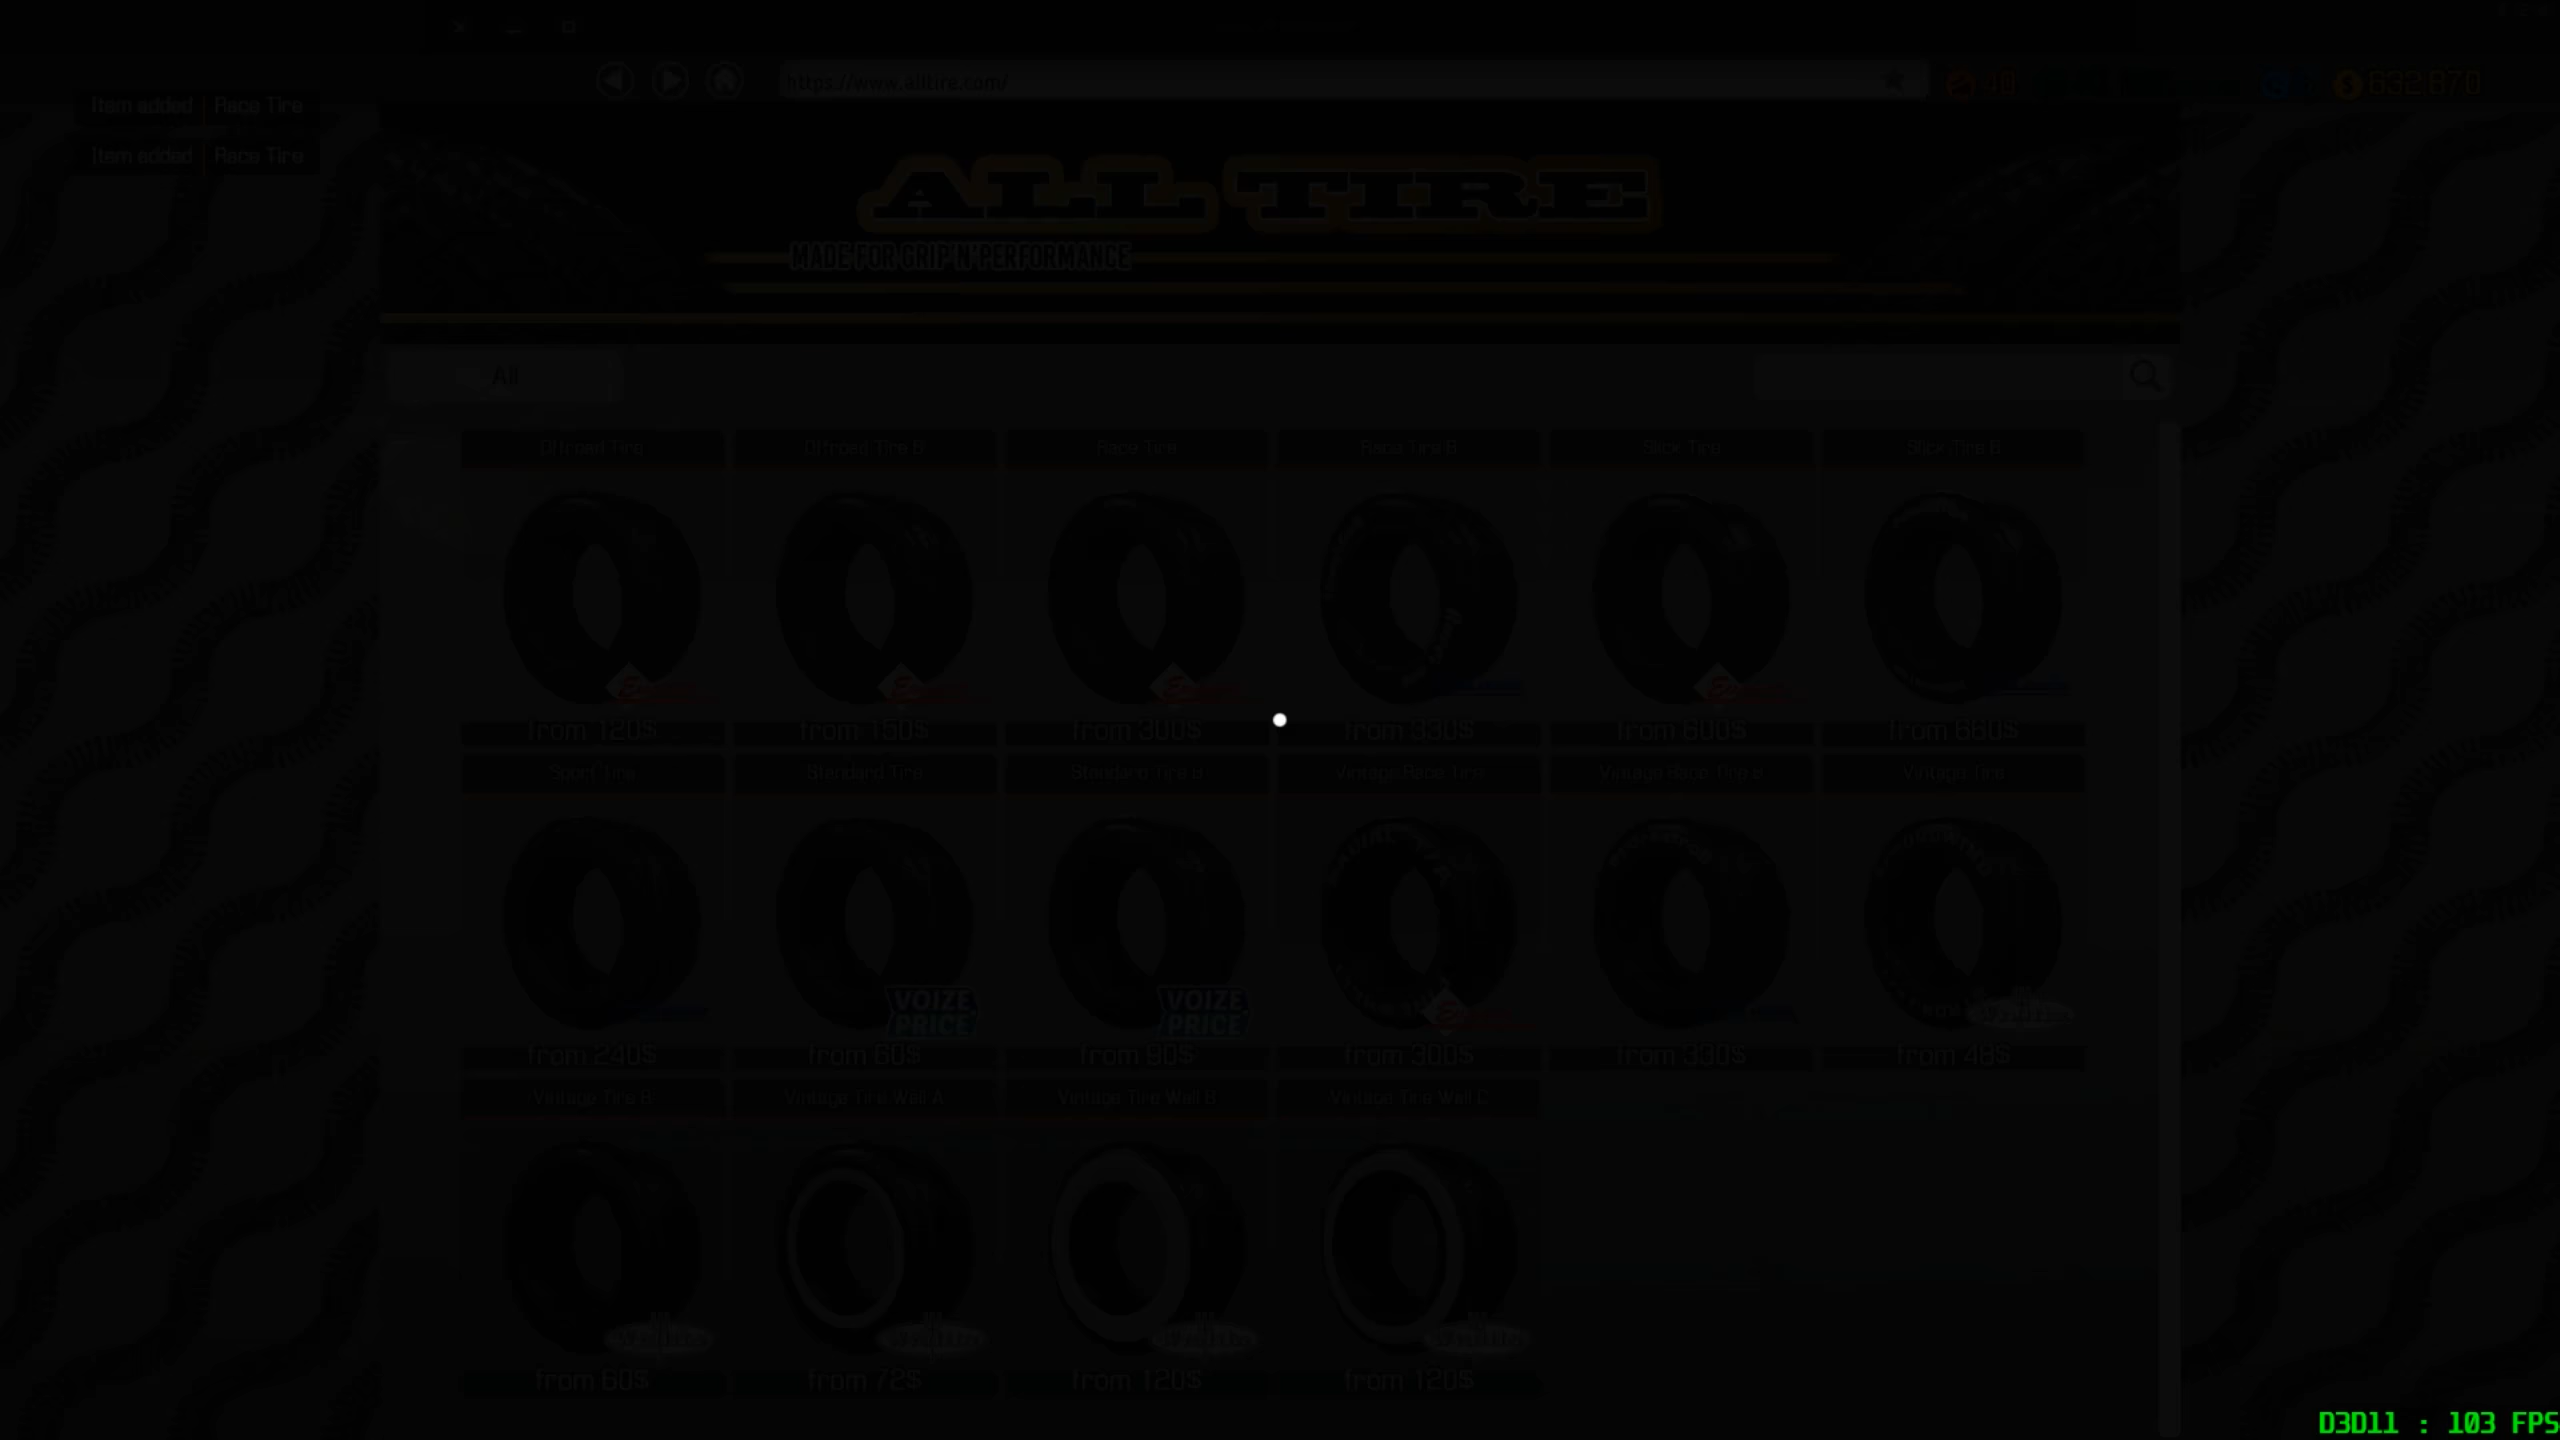 https://www.alltire.com/
40
632,870
Item added | Race Tire
Item added | Race Tire
ALL TIRE
MADE FOR GRIP'N'PERFORMANCE
All
Offroad Tire
Offroad Tire B
Race Tire
Race Tire B
Slick Tire
Slick Tire B
from 120$
from 150$
from 300$
from 330$
from 600$
from 660$
Sport Tire
Standard Tire
Standard Tire B
Vintage Race Tire
Vintage Race Tire B
Vintage Tire
VOIZE PRICE
VOIZE PRICE
from 240$
from 60$
from 90$
from 300$
from 330$
from 48$
Vintage Tire B
Vintage Tire Wall A
Vintage Tire Wall B
Vintage Tire Wall C
from 60$
from 72$
from 120$
from 120$
D3D11 : 103 FPS